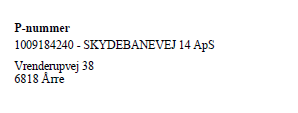 P-nummer
1009184240 - SKYDEBANEVEJ 14 ApS
Vrenderupvej 38
6818 Årre